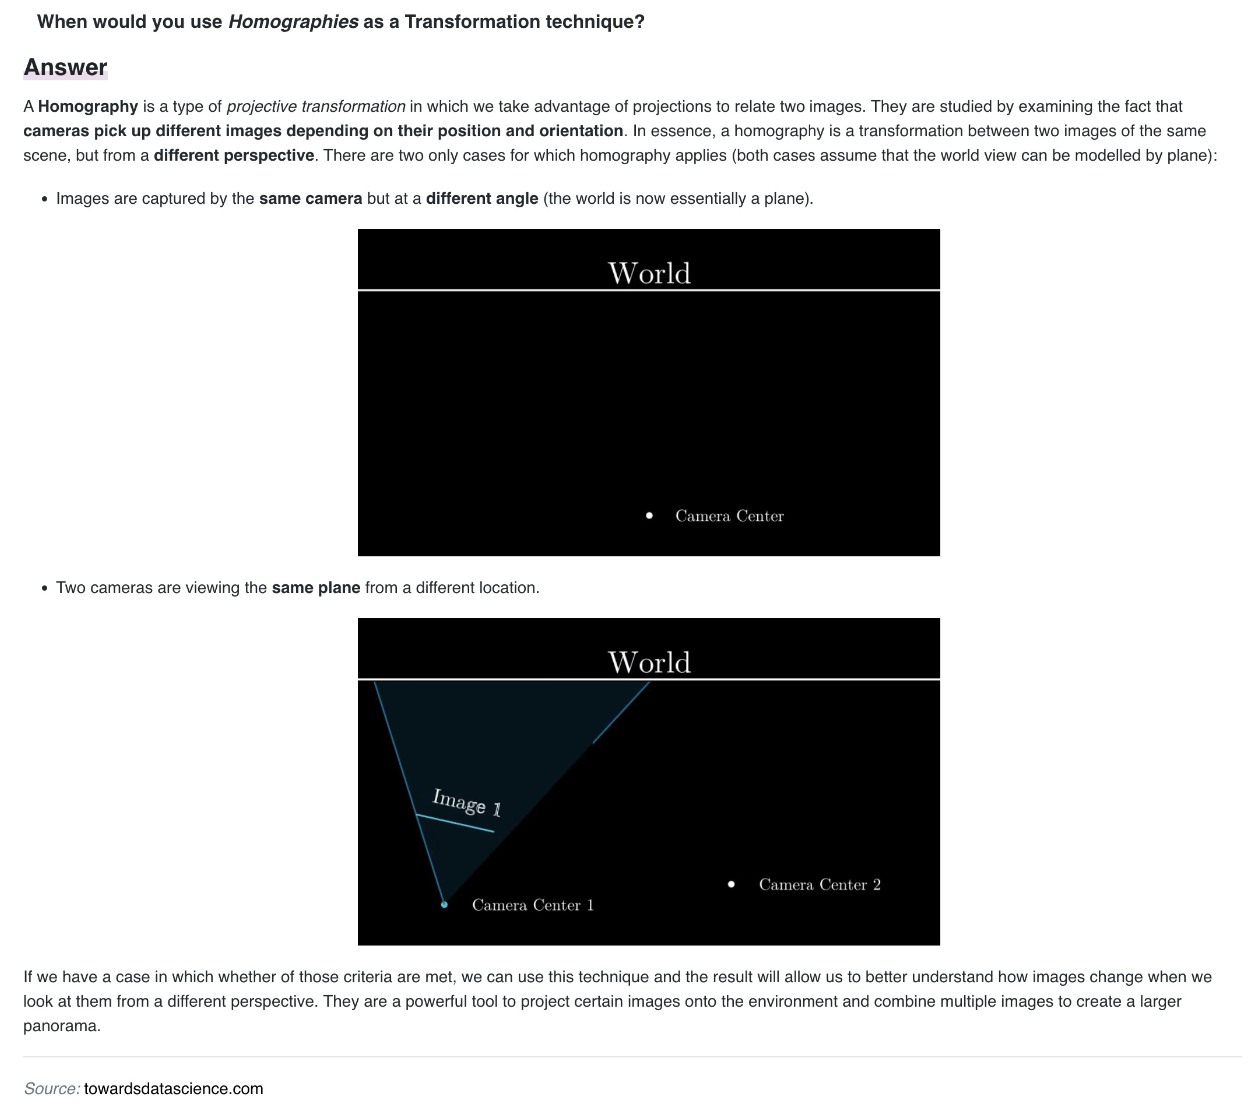 When would you use Homographies as a Transformation technique?
Answer
A Homography is a type of projective transformation in which we take advantage of projections to relate two images. They are studied by examining the fact that
cameras pick up different images depending on their position and orientation. In essence, a homography is a transformation between two images of the same
scene, but from a different perspective. There are two only cases for which homography applies (both cases assume that the world view can be modelled by plane):
• Images are captured by the same camera but at a different angle (the world is now essentially a plane).
World
Camera Center
• Two cameras are viewing the same plane from a different location.
World
Image 1
Camera Center 2
Camera Center 1
If we have a case in which whether of those criteria are met, we can use this technique and the result will allow us to better understand how images change when we
look at them from a different perspective. They are a powerful tool to project certain images onto the environment and combine multiple images to create a larger
panorama.
Source: towardsdatascience.com